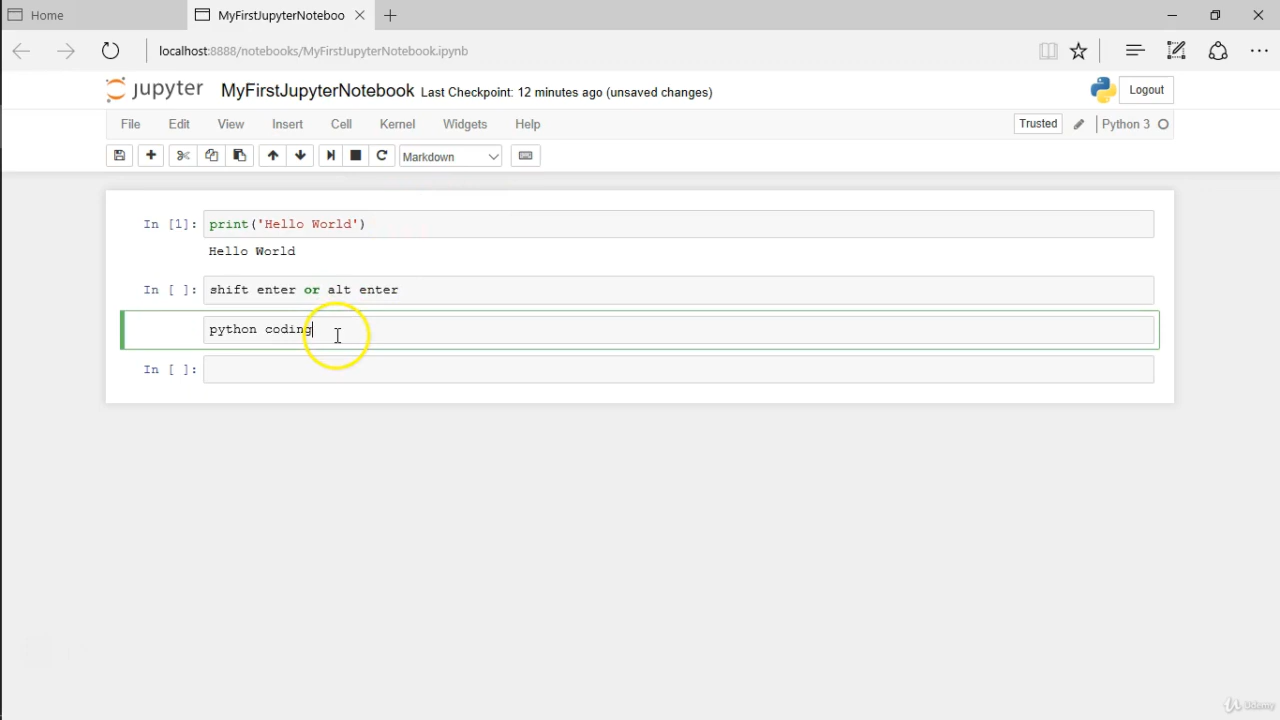 Home
MyFirstJupyterNoteboo
localhost:8888/notebooks/MyFirstJupyterNotebook.ipynb
jupyter MyFirstJupyterNotebook Last Checkpoint: 12 minutes ago (unsaved changes) Logout
File Edit View Insert Cell Kernel Widgets Help Trusted Python 3
Markdown
In [1]: print('Hello World')
Hello World
In [ ]: shift enter or alt enter
python coding
In [ ]:
Udemy